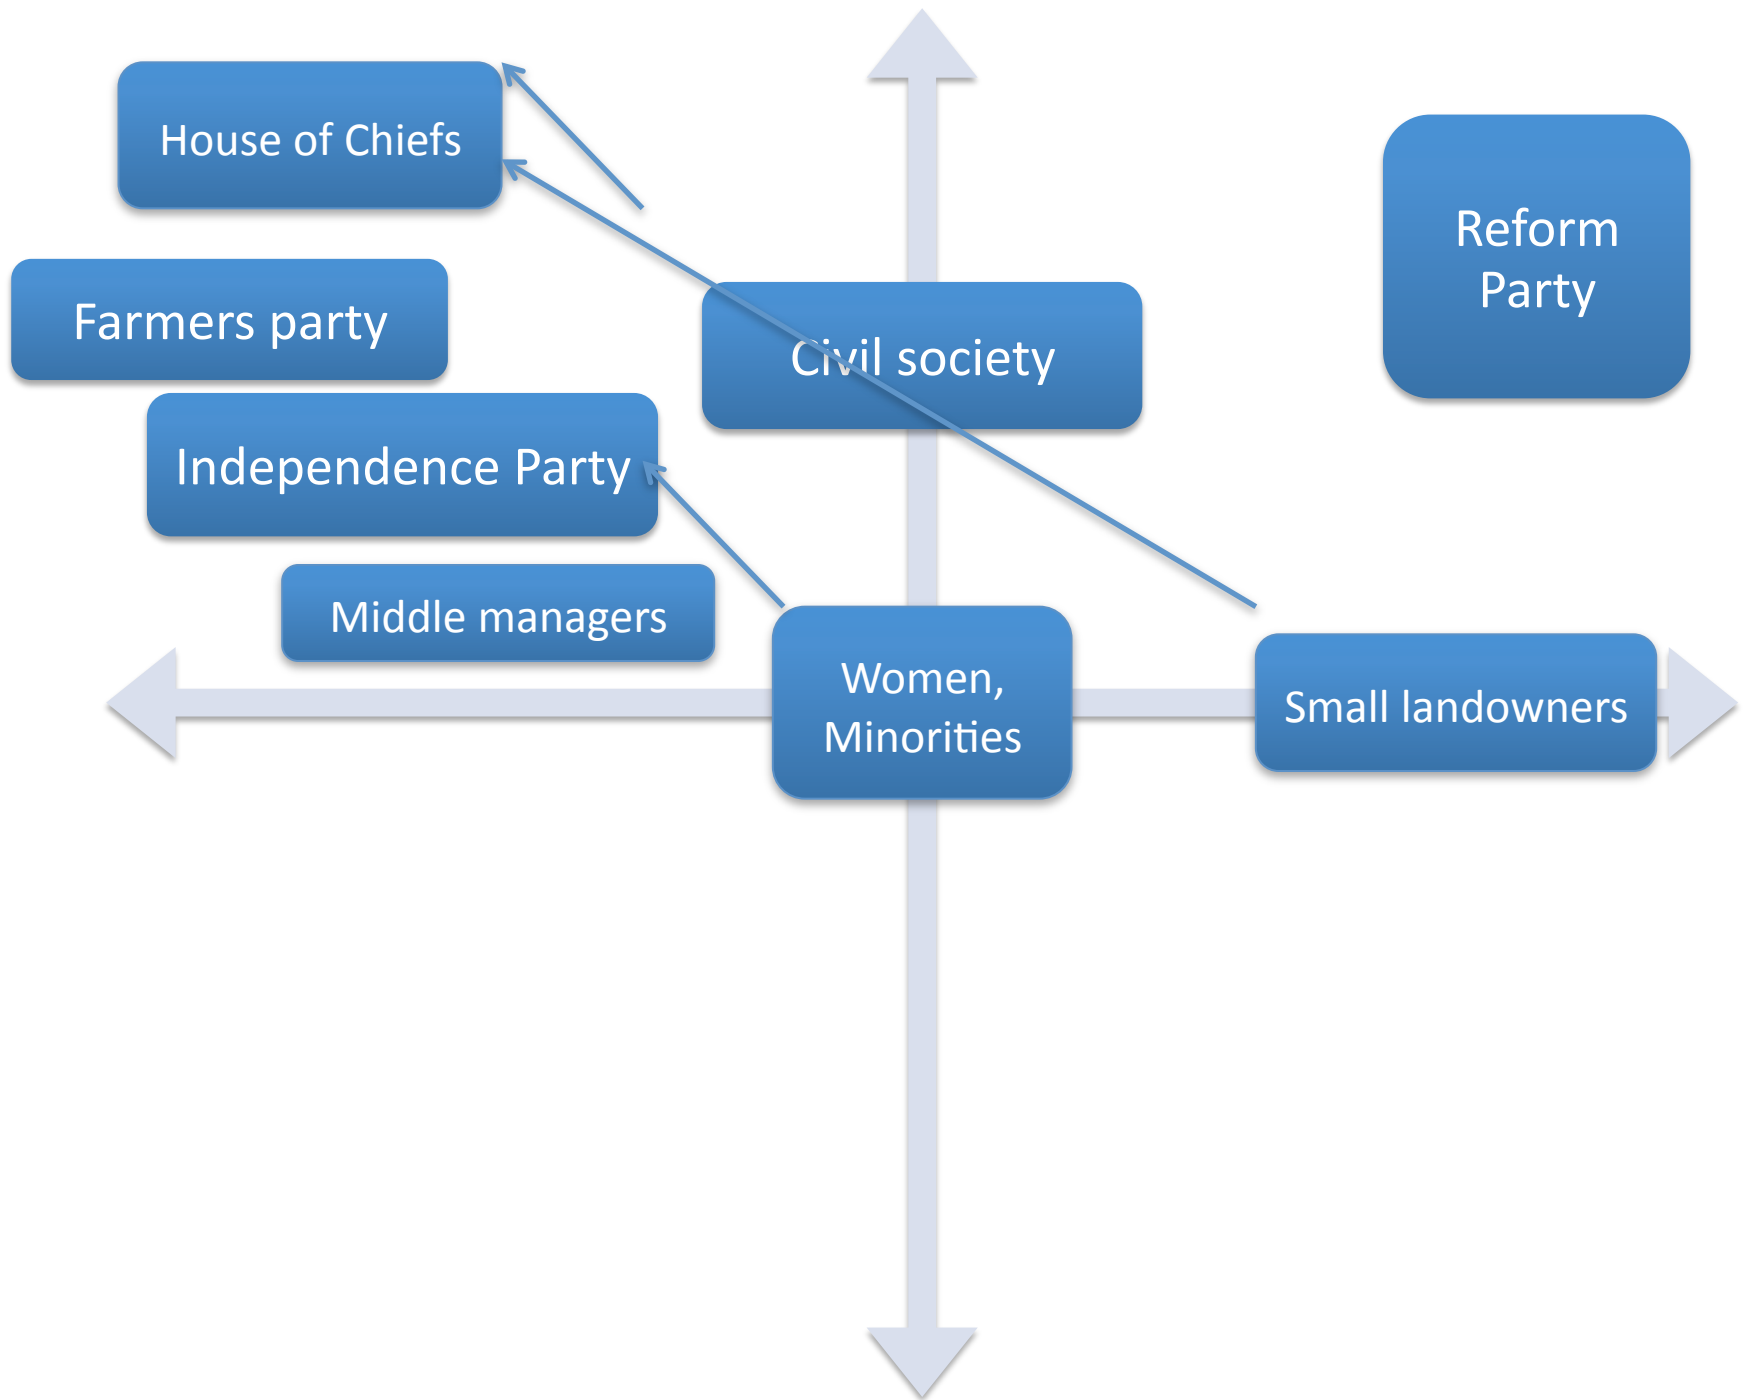 House of Chiefs
Reform
Party
Farmers party
Civil society
Independence Party
Middle managers
Women,
Minorities
Small landowners